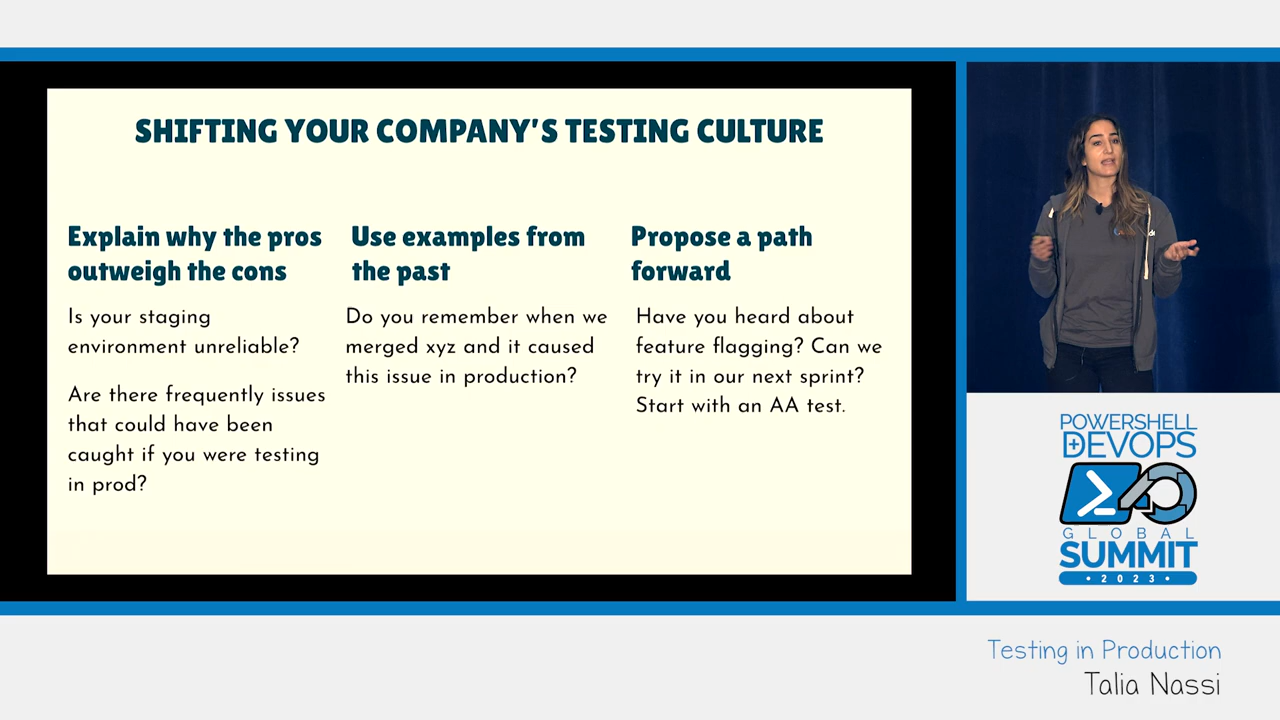 SHIFTING YOUR COMPANY'S TESTING CULTURE
Explain why the pros
outweigh the cons
Is your staging
environment unreliable?
Are there frequently issues
that could have been
caught if you were testing
in prod?
Use examples from
the past
Do you remember when we
merged xyz and it caused
this issue in production?
Propose a path
forward
Have you heard about
feature flagging? Can we
try it in our next sprint?
Start with an AA test.
POWERSHELL
+DEVOPS
GLOBAL
SUMMIT
•2023•
Testing in Production
Talia Nassi